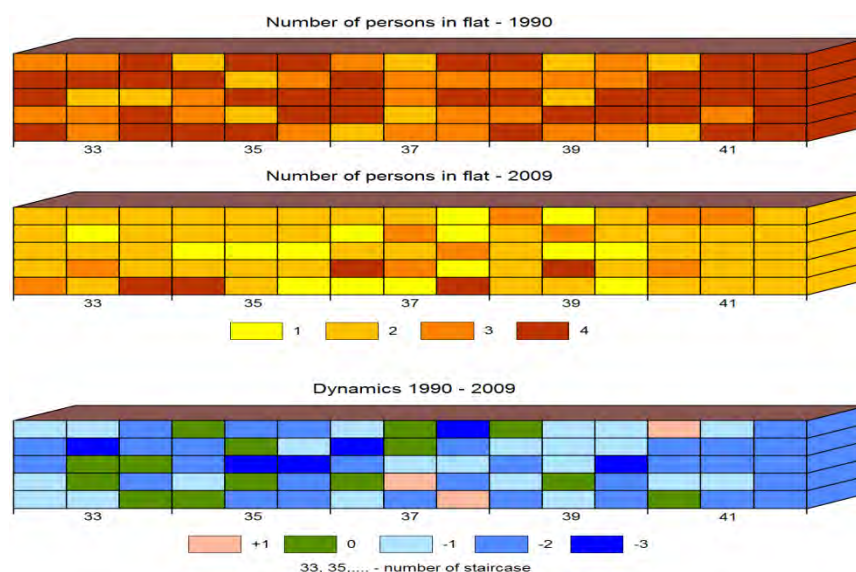 Number of persons in flat - 1990
33 35 37 39 41
Number of persons in flat - 2009
33 35 37 39 41
1 2 3 4
Dynamics 1990 - 2009
33 35 37 39 41
+1 0 -1 -2 -3
33, 35..... - number of staircase